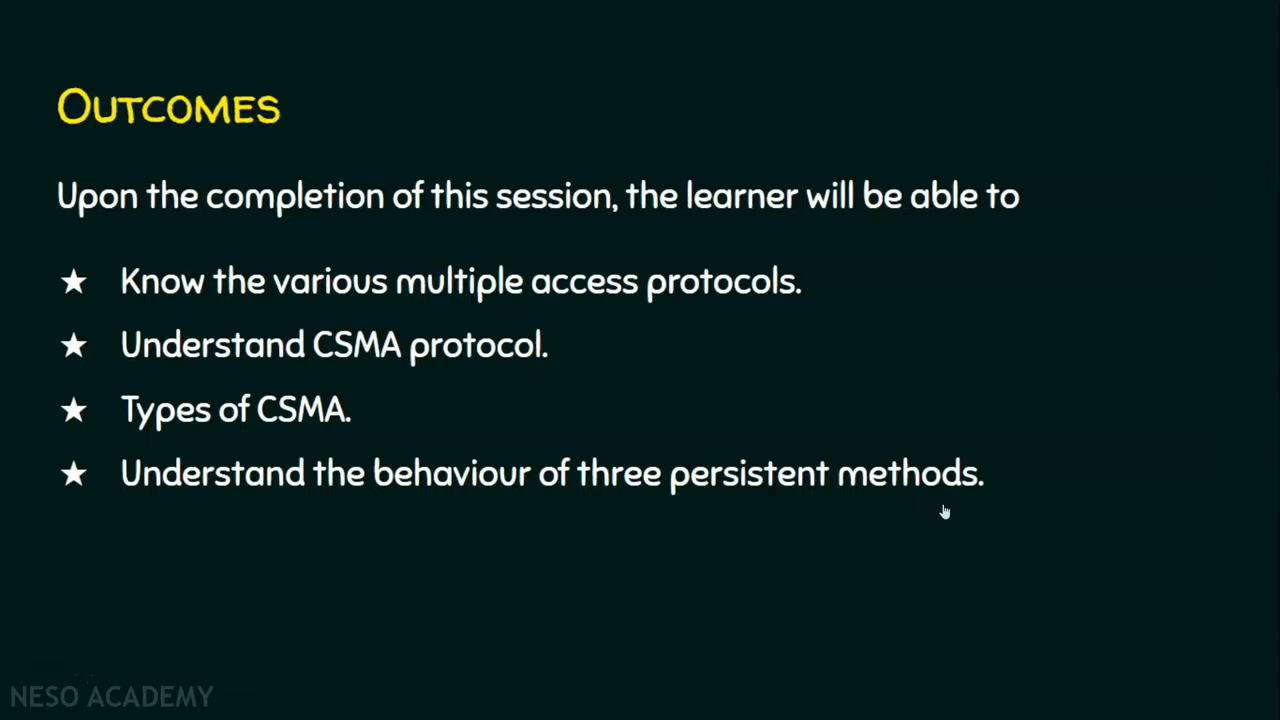 Outcomes
Upon the completion of this session, the learner will be able to
★ Know the various multiple access protocols.
★ Understand CSMA protocol.
★ Types of CSMA.
★ Understand the behaviour of three persistent methods.
NESO ACADEMY